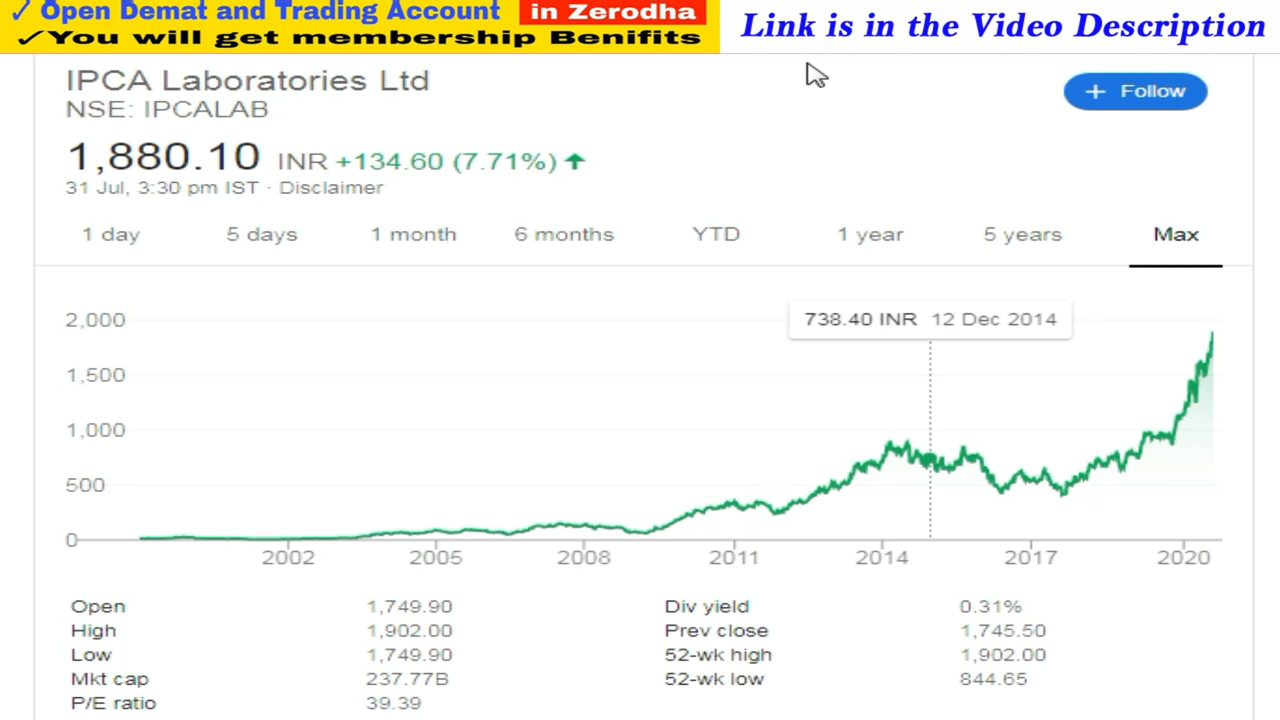 ✓ Open Demat and Trading Account in Zerodha
✓You will get membership Benifits
Link is in the Video Description
IPCA Laboratories Ltd
NSE: IPCALAB
+ Follow
1,880.10 INR +134.60 (7.71%) ↑
31 Jul, 3:30 pm IST · Disclaimer
1 day 5 days 1 month 6 months YTD 1 year 5 years Max
738.40 INR 12 Dec 2014
2,000
1,500
1,000
500
0
2002 2005 2008 2011 2014 2017 2020
Open 1,749.90 Div yield 0.31%
High 1,902.00 Prev close 1,745.50
Low 1,749.90 52-wk high 1,902.00
Mkt cap 237.77B 52-wk low 844.65
P/E ratio 39.39